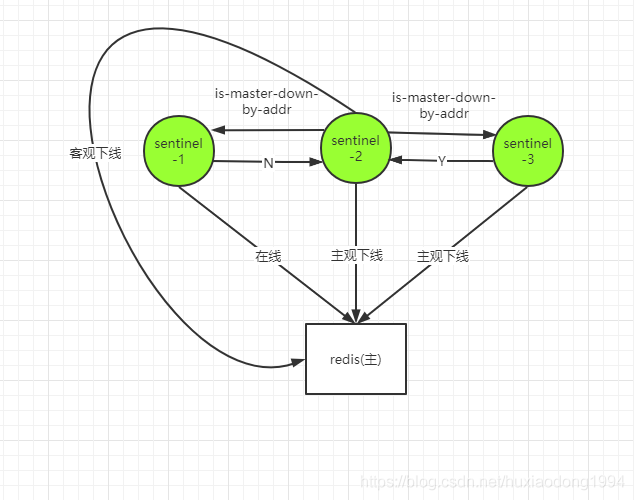 is-master-down-
by-addr
is-master-down-
by-addr
sentinel
-1
sentinel
-2
sentinel
-3
客观下线
N
Y
在线
主观下线
主观下线
redis(主)
https://blog.csdn.net/huxiaodong1994